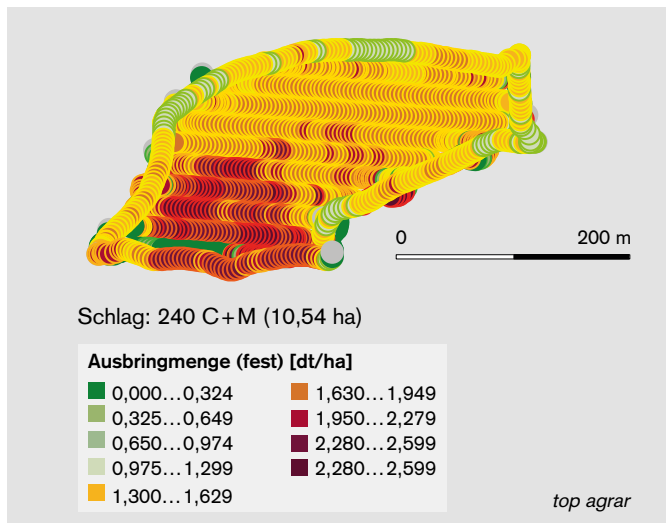 0 200 m
Schlag: 240 C+M (10,54 ha)
Ausbringmenge (fest) [dt/ha]
0,000...0,324
0,325...0,649
0,650...0,974
0,975...1,299
1,300...1,629
1,630...1,949
1,950...2,279
2,280...2,599
2,280...2,599
top agrar